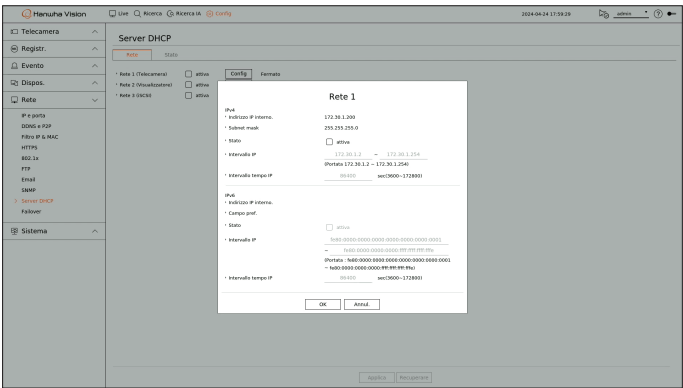 Hanwha Vision
Live Ricerca Ricerca IA Config
2024-04-24 17:59:29
admin
Telecamera
Registr.
Evento
Dispos.
Rete
IP e porta
DDNS e P2P
Filtro IP & MAC
HTTPS
802.1x
FTP
Email
SNMP
Server DHCP
Failover
Sistema
Server DHCP
Rete Stato
Rete 1 (Telecamera) attiva Config Fermato
Rete 2 (Visualizzatore) attiva
Rete 3 (iSCSI) attiva
Rete 1
IPv4
Indirizzo IP interno. 172.30.1.200
Subnet mask 255.255.255.0
Stato attiva
Intervallo IP 172.30.1.2 ~ 172.30.1.254
(Portata 172.30.1.2 ~ 172.30.1.254)
Intervallo tempo IP 86400 sec(3600~172800)
IPv6
Indirizzo IP interno.
Campo pref.
Stato attiva
Intervallo IP fe80:0000:0000:0000:0000:0000:0000:0001
~ fe80:0000:0000:0000:ffff:ffff:ffff:fffe
(Portata : fe80:0000:0000:0000:0000:0000:0000:0001
~ fe80:0000:0000:0000:ffff:ffff:ffff:fffe)
Intervallo tempo IP 86400 sec(3600~172800)
OK Annul.
Applica Recuperare